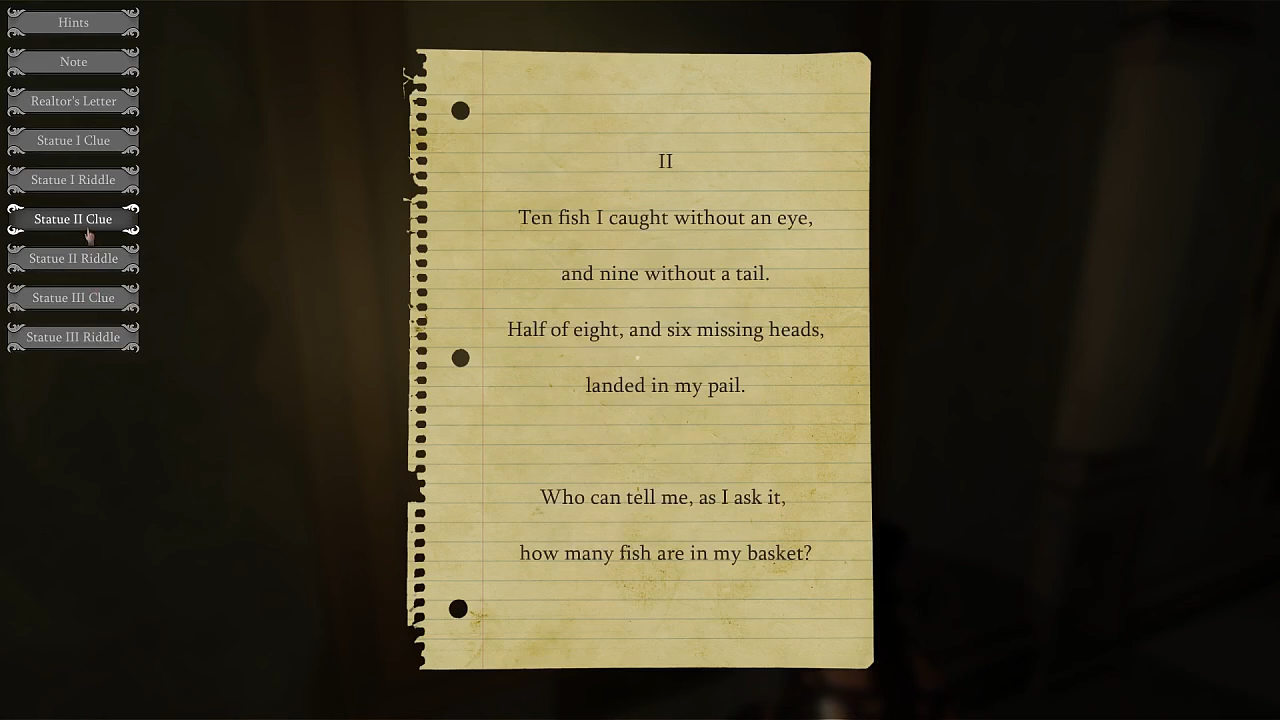 Hints
Note
Realtor's Letter
Statue I Clue
Statue I Riddle
Statue II Clue
Statue II Riddle
Statue III Clue
Statue III Riddle
II
Ten fish I caught without an eye,
and nine without a tail.
Half of eight, and six missing heads,
landed in my pail.
Who can tell me, as I ask it,
how many fish are in my basket?